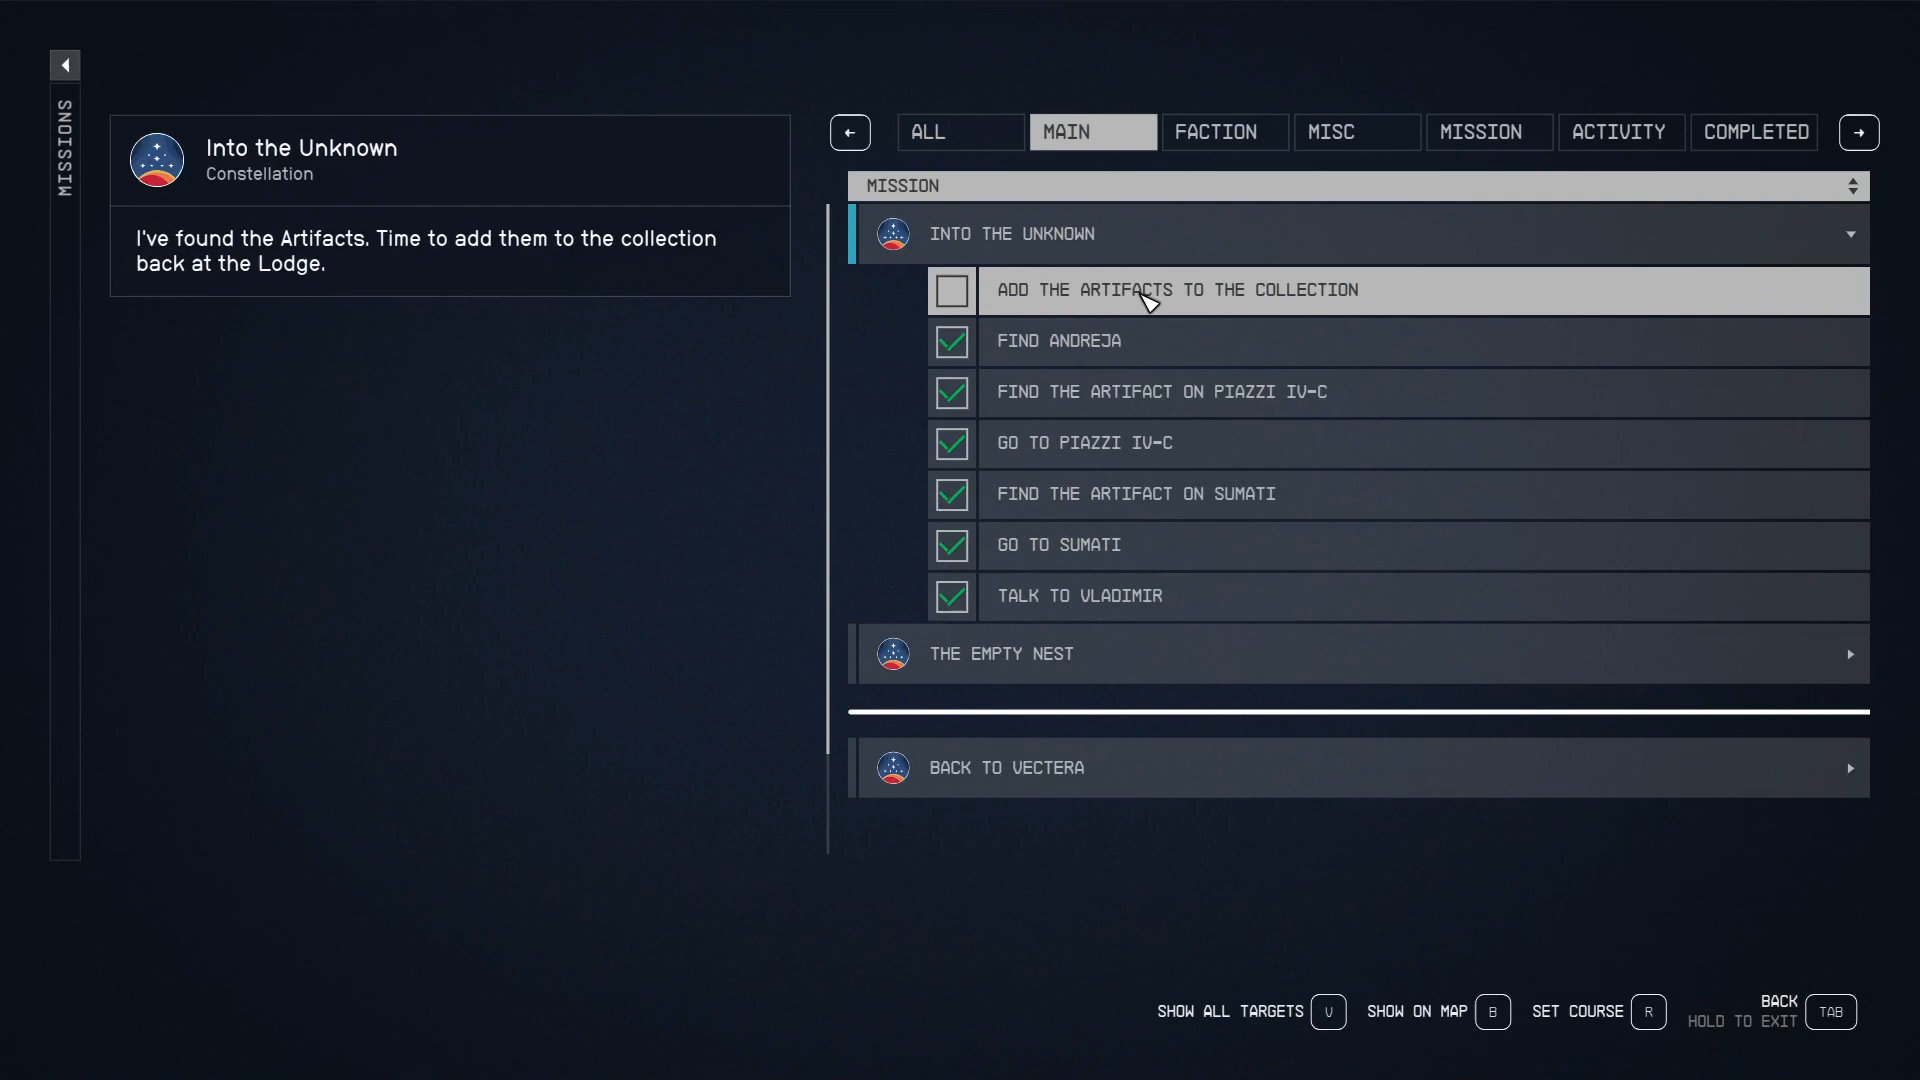 MISSIONS
Into the Unknown
Constellation
I've found the Artifacts. Time to add them to the collection
back at the Lodge.
ALL
MAIN
FACTION
MISC
MISSION
ACTIVITY
COMPLETED
MISSION
INTO THE UNKNOWN
ADD THE ARTIFACTS TO THE COLLECTION
FIND ANDREJA
FIND THE ARTIFACT ON PIAZZI IV-C
GO TO PIAZZI IV-C
FIND THE ARTIFACT ON SUMATI
GO TO SUMATI
TALK TO VLADIMIR
THE EMPTY NEST
BACK TO VECTERA
SHOW ALL TARGETS V
SHOW ON MAP B
SET COURSE R
BACK
HOLD TO EXIT
TAB